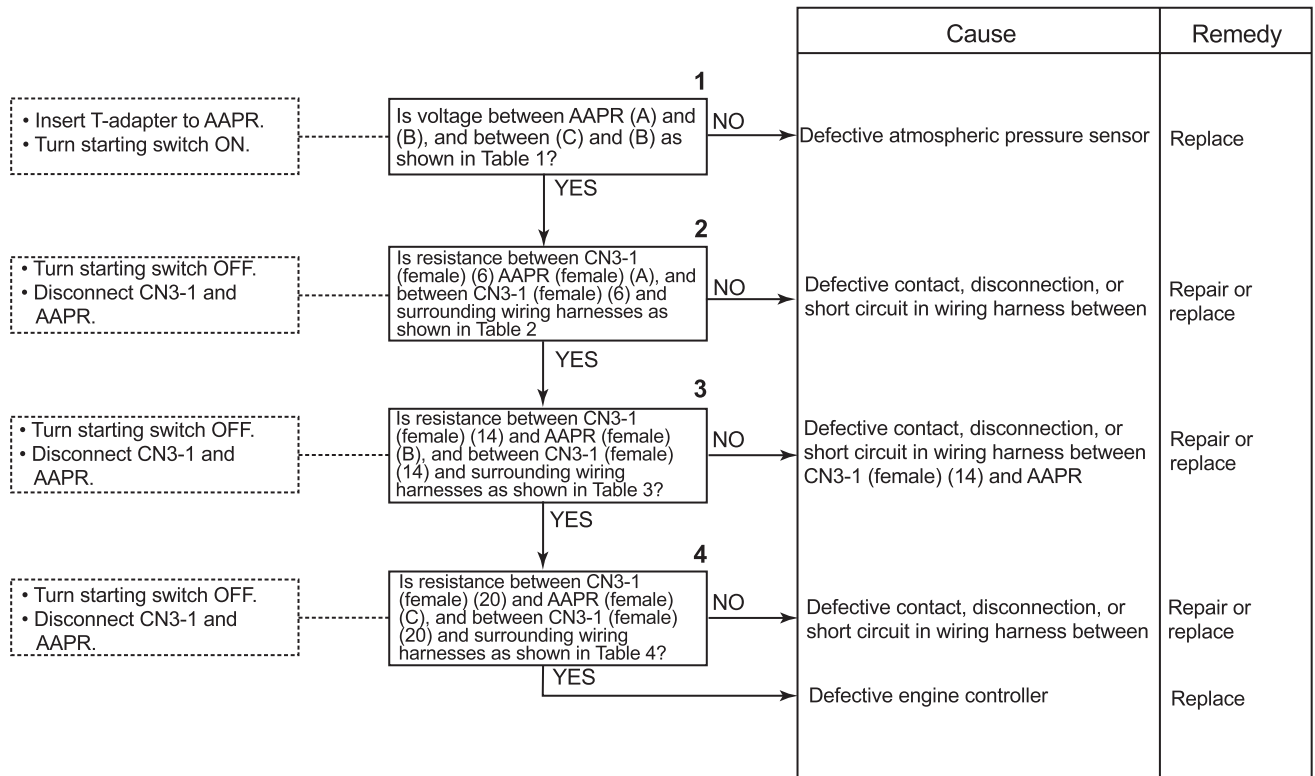 Cause
Remedy
1
• Insert T-adapter to AAPR.
• Turn starting switch ON.
Is voltage between AAPR (A) and
(B), and between (C) and (B) as
shown in Table 1?
NO
Defective atmospheric pressure sensor
Replace
YES
2
• Turn starting switch OFF.
• Disconnect CN3-1 and
AAPR.
Is resistance between CN3-1
(female) (6) AAPR (female) (A), and
between CN3-1 (female) (6) and
surrounding wiring harnesses as
shown in Table 2
NO
Defective contact, disconnection, or
short circuit in wiring harness between
Repair or
replace
YES
3
• Turn starting switch OFF.
• Disconnect CN3-1 and
AAPR.
Is resistance between CN3-1
(female) (14) and AAPR (female)
(B), and between CN3-1 (female)
(14) and surrounding wiring
harnesses as shown in Table 3?
NO
Defective contact, disconnection, or
short circuit in wiring harness between
CN3-1 (female) (14) and AAPR
Repair or
replace
YES
4
• Turn starting switch OFF.
• Disconnect CN3-1 and
AAPR.
Is resistance between CN3-1
(female) (20) and AAPR (female)
(C), and between CN3-1 (female)
(20) and surrounding wiring
harnesses as shown in Table 4?
NO
Defective contact, disconnection, or
short circuit in wiring harness between
Repair or
replace
YES
Defective engine controller
Replace